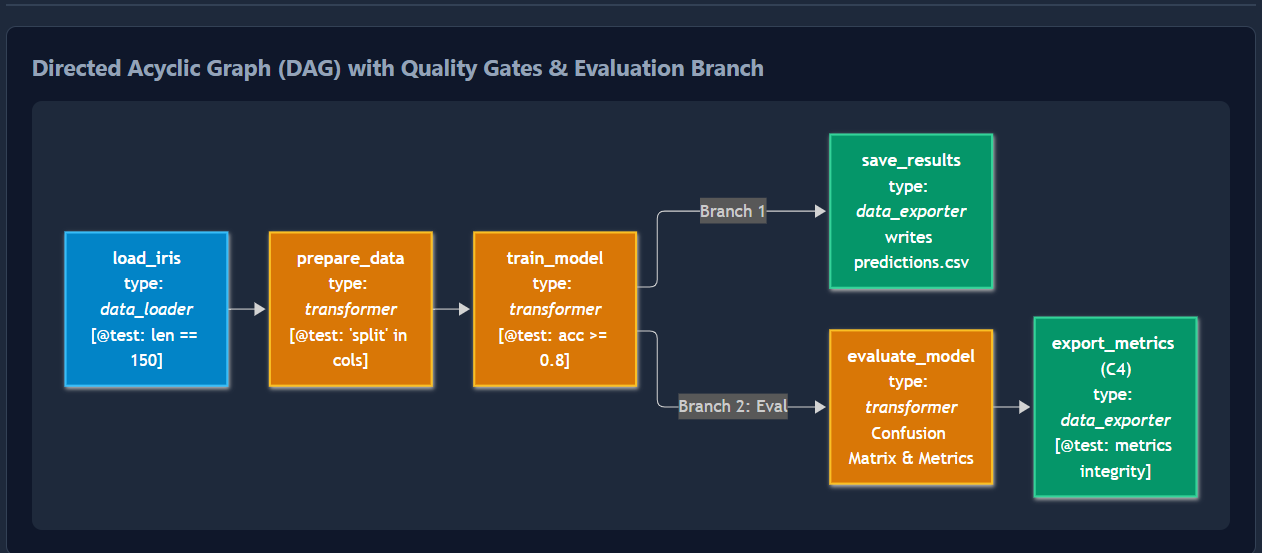 Directed Acyclic Graph (DAG) with Quality Gates & Evaluation Branch
load_iris
type:
data_loader
[@test: len ==
150]
prepare_data
type:
transformer
[@test: 'split' in
cols]
train_model
type:
transformer
[@test: acc >=
0.8]
Branch 1
save_results
type:
data_exporter
writes
predictions.csv
Branch 2: Eval
evaluate_model
type:
transformer
Confusion
Matrix & Metrics
export_metrics
(C4)
type:
data_exporter
[@test: metrics
integrity]